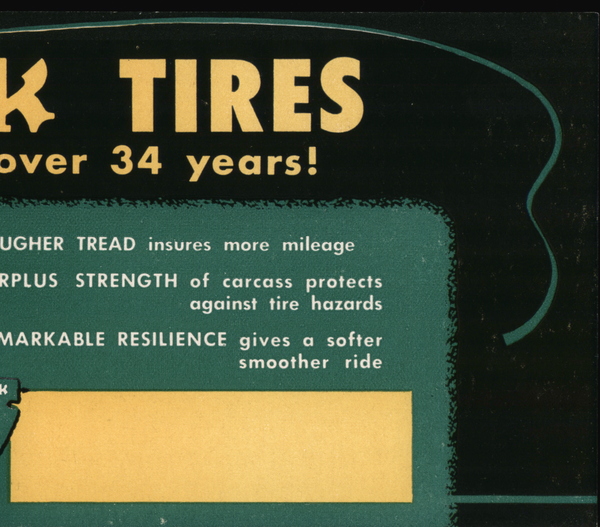 K TIRES
over 34 years!
UGHER TREAD insures more mileage
RPLUS STRENGTH of carcass protects
against tire hazards
MARKABLE RESILIENCE gives a softer
smoother ride
K